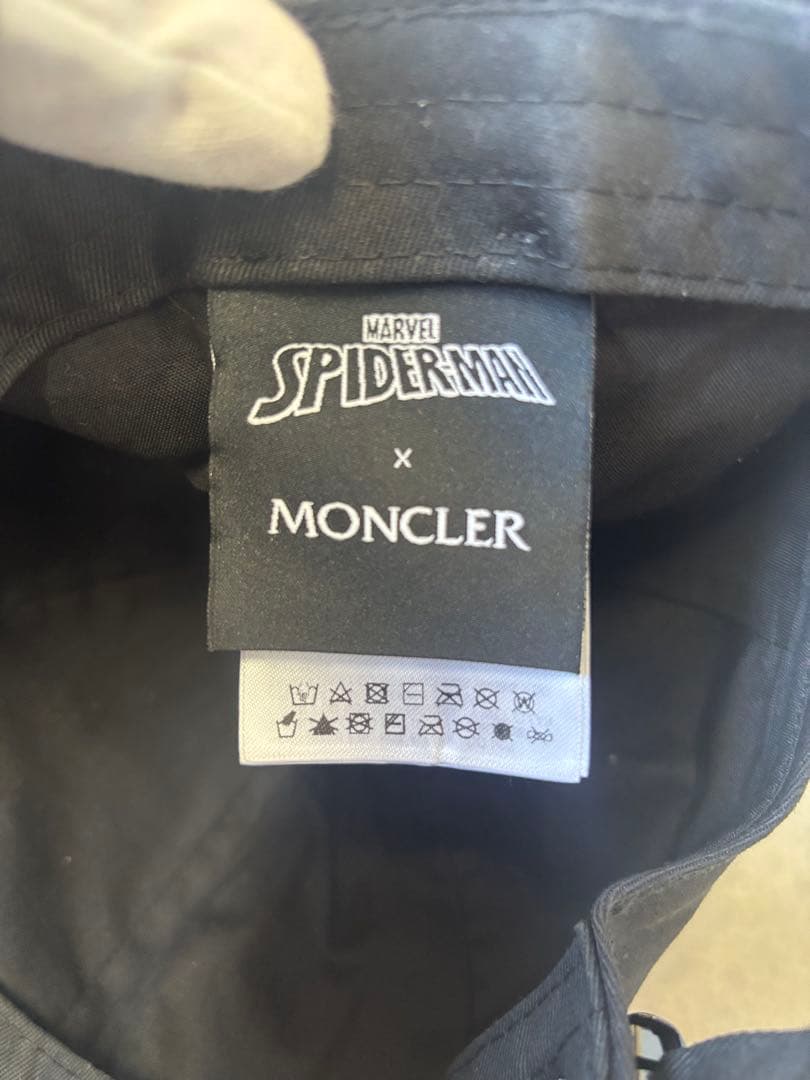 MARVEL
SPIDER-MAN
x
MONCLER
W